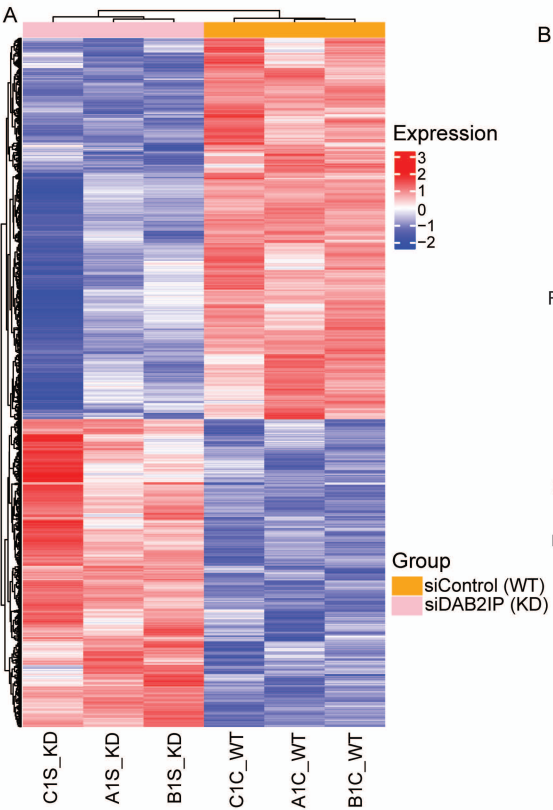 A
B
Expression
3
2
1
0
−1
−2
Group
siControl (WT)
siDAB2IP (KD)
C1S_KD
A1S_KD
B1S_KD
C1C_WT
A1C_WT
B1C_WT